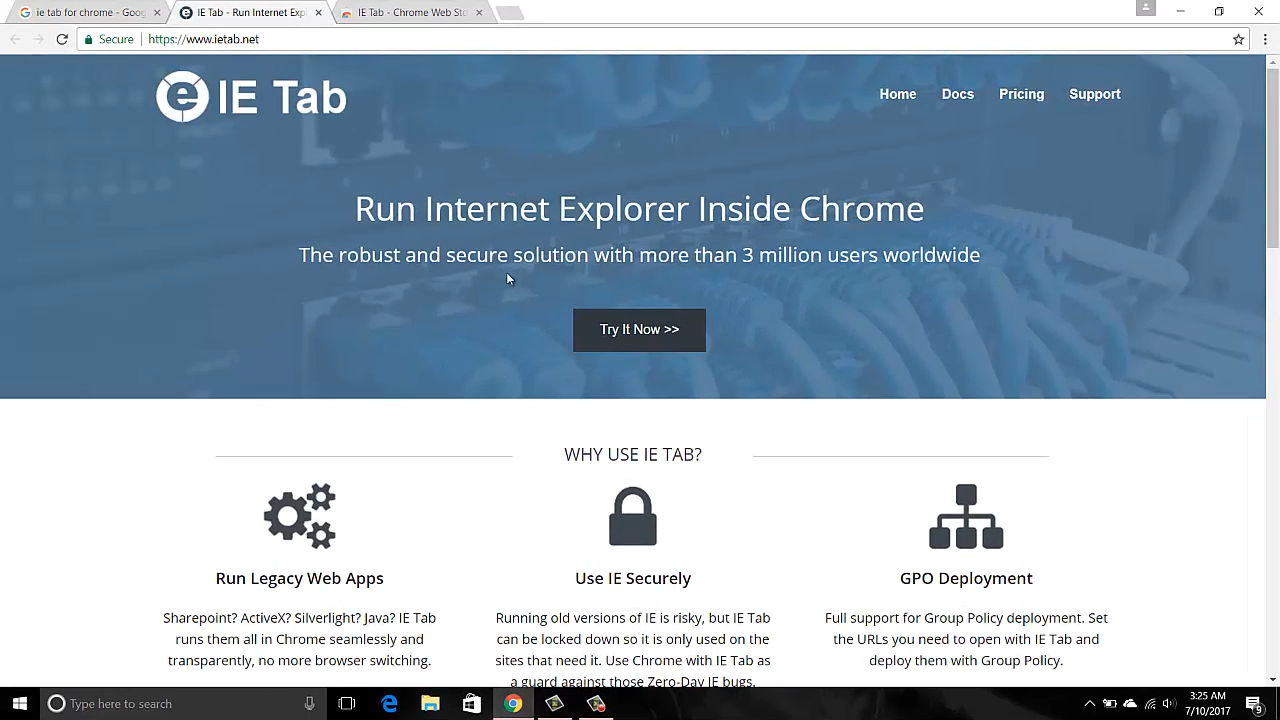 ie tab for chrome - Goog
IE Tab - Run Internet Exp
IE Tab - Chrome Web Sto
Secure
https://www.ietab.net
e IE Tab
Home
Docs
Pricing
Support
Run Internet Explorer Inside Chrome
The robust and secure solution with more than 3 million users worldwide
Try It Now >>
WHY USE IE TAB?
Run Legacy Web Apps
Sharepoint? ActiveX? Silverlight? Java? IE Tab
runs them all in Chrome seamlessly and
transparently, no more browser switching.
Use IE Securely
Running old versions of IE is risky, but IE Tab
can be locked down so it is only used on the
sites that need it. Use Chrome with IE Tab as
a guard against those Zero-Day IE bugs.
GPO Deployment
Full support for Group Policy deployment. Set
the URLs you need to open with IE Tab and
deploy them with Group Policy.
Type here to search
3:25 AM
7/10/2017
9